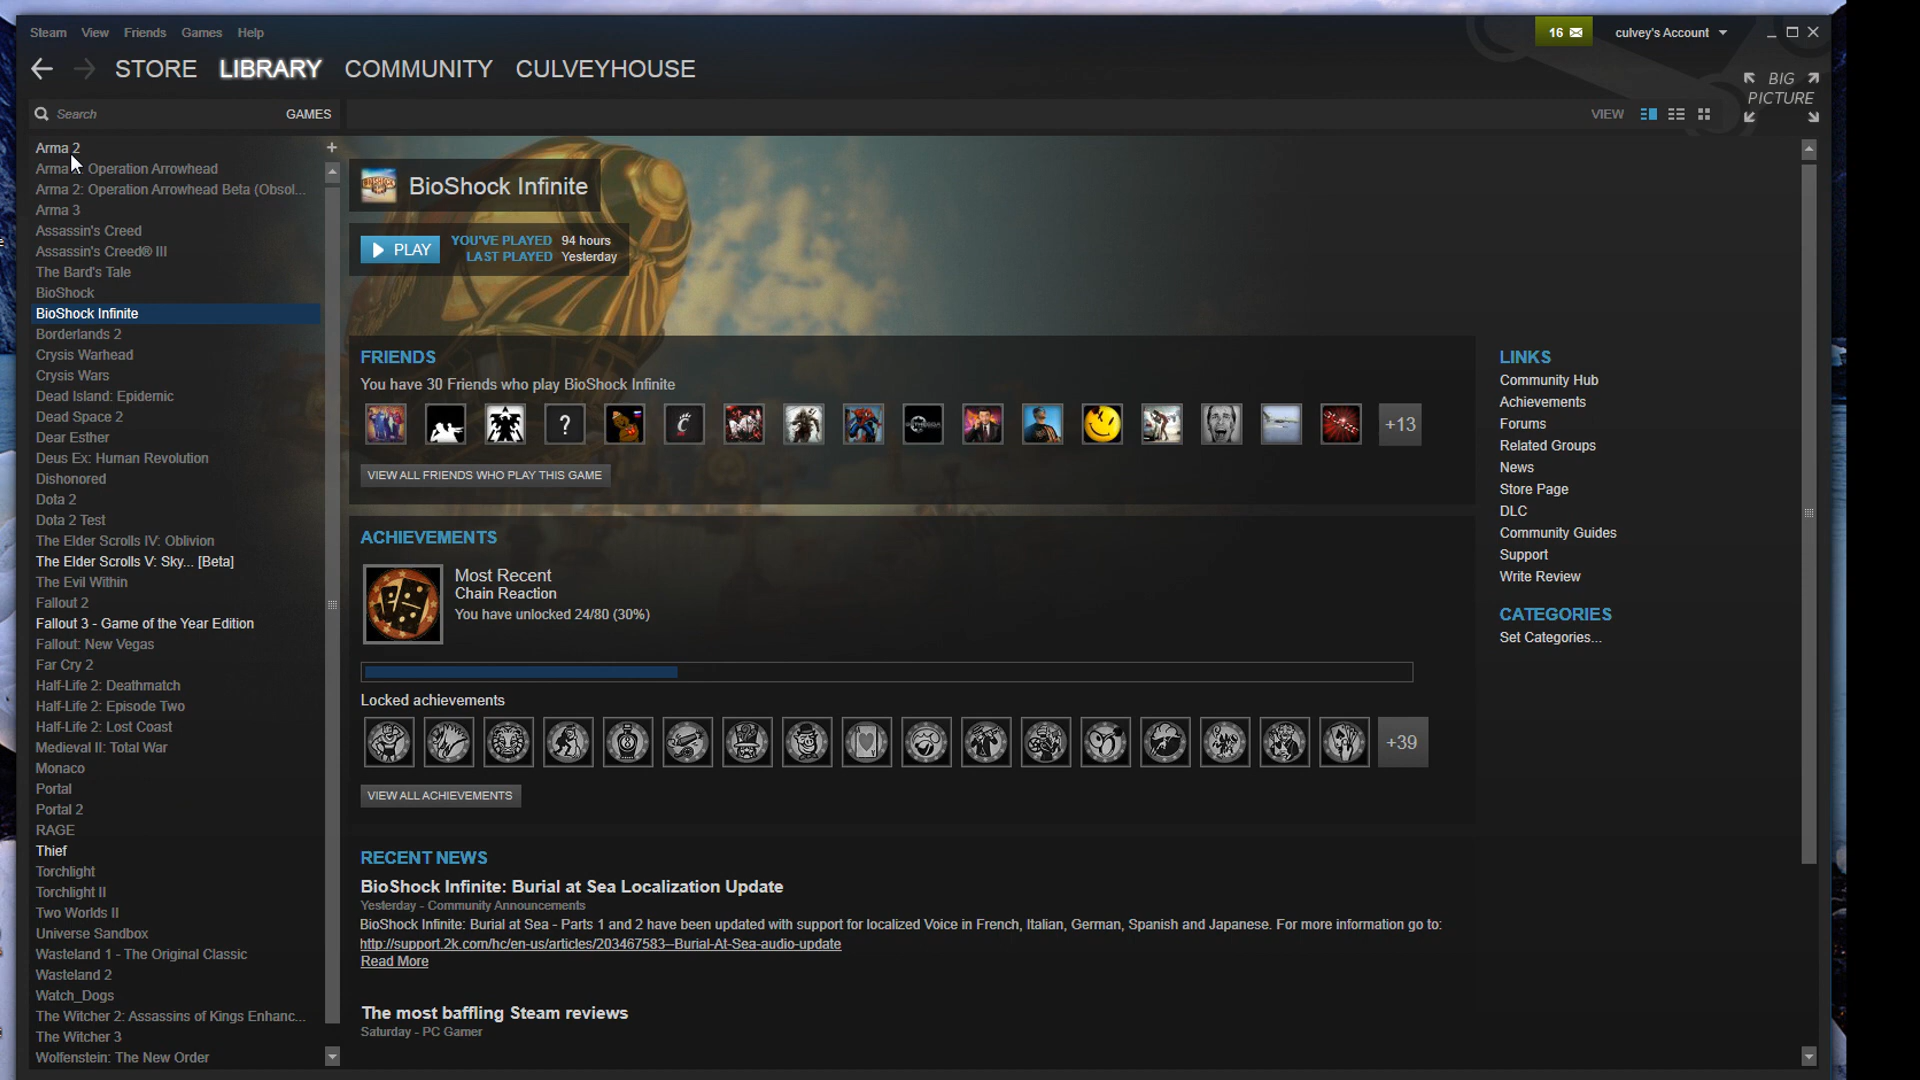 Steam View Friends Games Help
16 culvey's Account
STORE LIBRARY COMMUNITY CULVEYHOUSE
BIG
PICTURE
Search GAMES
VIEW
Arma 2
+
Arma Operation Arrowhead
Arma 2: Operation Arrowhead Beta (Obsol...
Arma 3
Assassin's Creed
Assassin's Creed® III
The Bard's Tale
BioShock
BioShock Infinite
Borderlands 2
Crysis Warhead
Crysis Wars
Dead Island: Epidemic
Dead Space 2
Dear Esther
Deus Ex: Human Revolution
Dishonored
Dota 2
Dota 2 Test
The Elder Scrolls IV: Oblivion
The Elder Scrolls V: Sky... [Beta]
The Evil Within
Fallout 2
Fallout 3 - Game of the Year Edition
Fallout: New Vegas
Far Cry 2
Half-Life 2: Deathmatch
Half-Life 2: Episode Two
Half-Life 2: Lost Coast
Medieval II: Total War
Monaco
Portal
Portal 2
RAGE
Thief
Torchlight
Torchlight II
Two Worlds II
Universe Sandbox
Wasteland 1 - The Original Classic
Wasteland 2
Watch_Dogs
The Witcher 2: Assassins of Kings Enhanc...
The Witcher 3
Wolfenstein: The New Order
BioShock Infinite
PLAY
YOU'VE PLAYED 94 hours
LAST PLAYED Yesterday
FRIENDS
You have 30 Friends who play BioShock Infinite
?
+13
VIEW ALL FRIENDS WHO PLAY THIS GAME
ACHIEVEMENTS
Most Recent
Chain Reaction
You have unlocked 24/80 (30%)
Locked achievements
+39
VIEW ALL ACHIEVEMENTS
RECENT NEWS
BioShock Infinite: Burial at Sea Localization Update
Yesterday - Community Announcements
BioShock Infinite: Burial at Sea - Parts 1 and 2 have been updated with support for localized Voice in French, Italian, German, Spanish and Japanese. For more information go to:
http://support.2k.com/hc/en-us/articles/203467583--Burial-At-Sea-audio-update
Read More
The most baffling Steam reviews
Saturday - PC Gamer
LINKS
Community Hub
Achievements
Forums
Related Groups
News
Store Page
DLC
Community Guides
Support
Write Review
CATEGORIES
Set Categories...